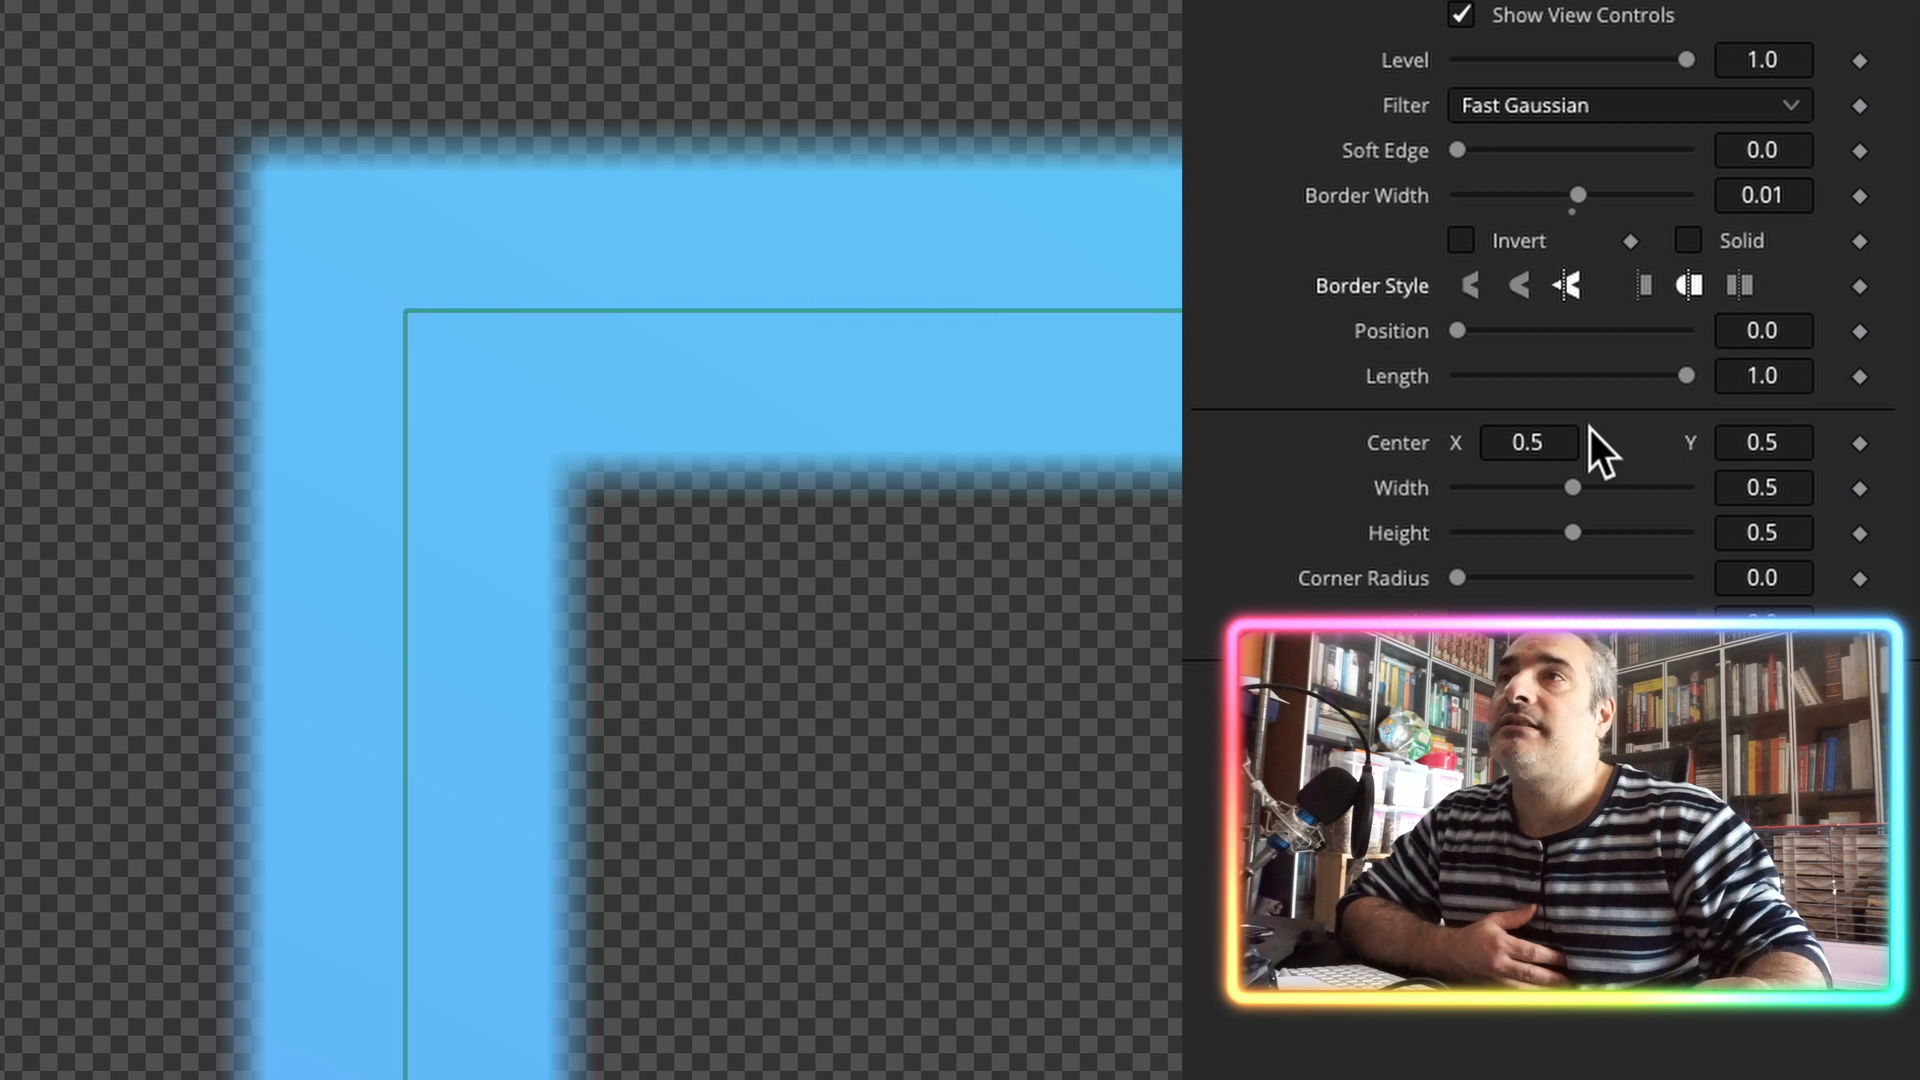 Show View Controls
Level 1.0
Filter Fast Gaussian
Soft Edge 0.0
Border Width 0.01
Invert Solid
Border Style
Position 0.0
Length 1.0
Center X 0.5 Y 0.5
Width 0.5
Height 0.5
Corner Radius 0.0